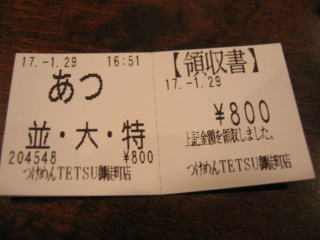 17.-1.29 16:51
あつ
並・大・特
204548 ¥800
つけめんTETSU御徒町店
【領収書】
17.-1.29
¥800
上記金額を領収しました。
つけめんTETSU御徒町店